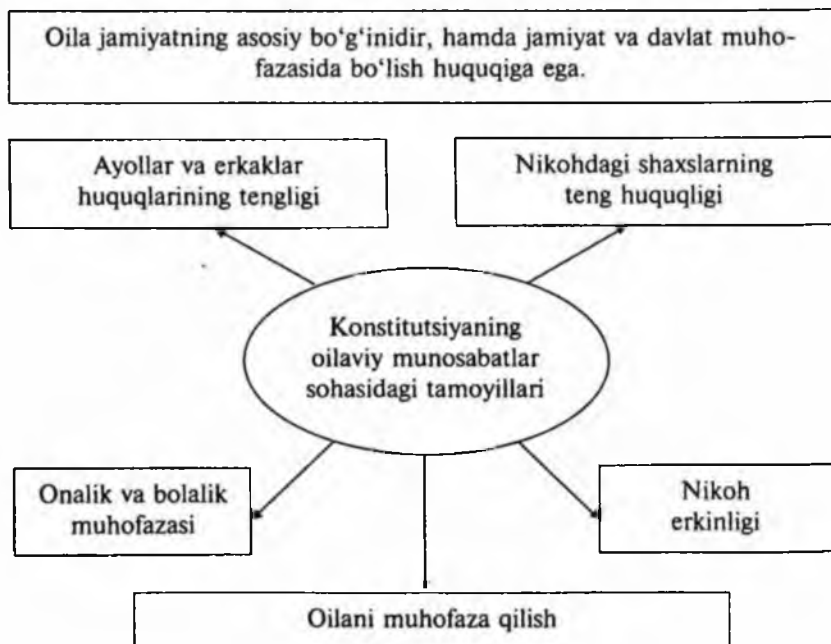 Oila jamiyatning asosiy bo‘g‘inidir, hamda jamiyat va davlat muho-
fazasida bo‘lish huquqiga ega.
Ayollar va erkaklar
huquqlarining tengligi
Nikohdagi shaxslarning
teng huquqligi
Konstitutsiyaning
oilaviy munosabatlar
sohasidagi tamoyillari
Onalik va bolalik
muhofazasi
Nikoh
erkinligi
Oilani muhofaza qilish